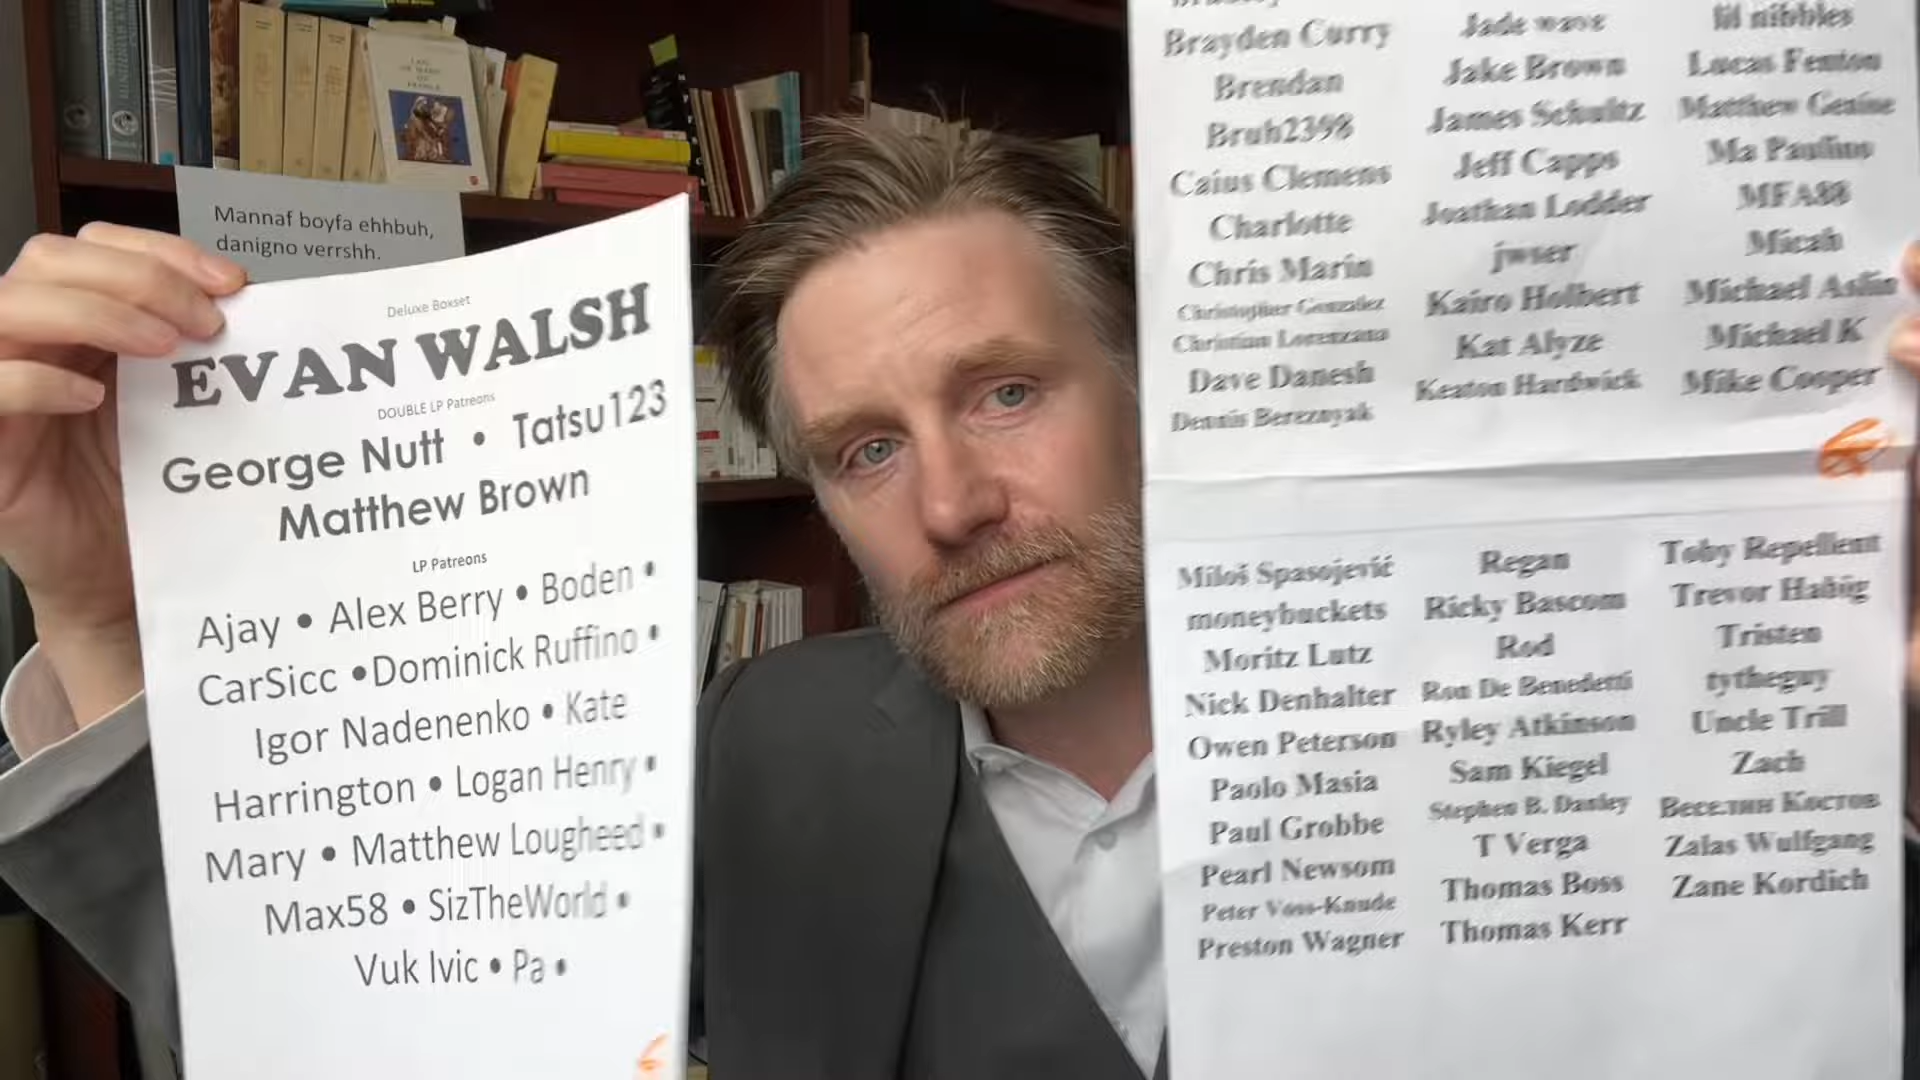 Mannaf boyfa ehhbuh,
danigno verrshh.
Deluxe Boxset
EVAN WALSH
DOUBLE LP Patreons
George Nutt • Tatsu123
Matthew Brown
LP Patreons
Ajay • Alex Berry • Boden •
CarSicc •Dominick Ruffino •
Igor Nadenenko • Kate
Harrington • Logan Henry •
Mary • Matthew Lougheed •
Max58 • SizTheWorld •
Vuk Ivic • Pa •
Brayden Curry
Brendan
Bruh2398
Caius Clemens
Charlotte
Chris Marin
Christopher Gonzalez
Christian Lorenzana
Dave Danesh
Dennis Bereznyak
Jade wave
Jake Brown
James Schultz
Jeff Capps
Joathan Lodder
jwser
Kairo Holbert
Kat Alyze
Keaton Hardwick
lil nibbles
Lucas Fenton
Matthew Genise
Ma Paulino
MFA88
Micah
Michael Aslin
Michael K
Mike Cooper
Miloš Spasojević
moneybuckets
Moritz Lutz
Nick Denhalter
Owen Peterson
Paolo Masia
Paul Grobbe
Pearl Newsom
Peter Voss-Knude
Preston Wagner
Regan
Ricky Bascom
Rod
Ron De Benedetti
Ryley Atkinson
Sam Kiegel
Stephen B. Danley
T Verga
Thomas Boss
Thomas Kerr
Toby Repellent
Trevor
Tristen
tytheguy
Uncle Trill
Zach
Веселин Костов
Zalas Wulfgang
Zane Kordich